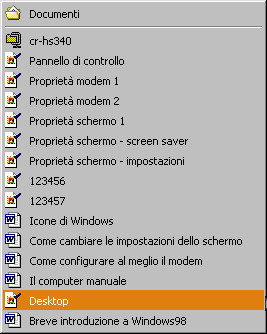 Documenti
cr-hs340
Pannello di controllo
Proprietà modem 1
Proprietà modem 2
Proprietà schermo 1
Proprietà schermo - screen saver
Proprietà schermo - impostazioni
123456
123457
Icone di Windows
Come cambiare le impostazioni dello schermo
Come configurare al meglio il modem
Il computer manuale
Desktop
Breve introduzione a Windows98